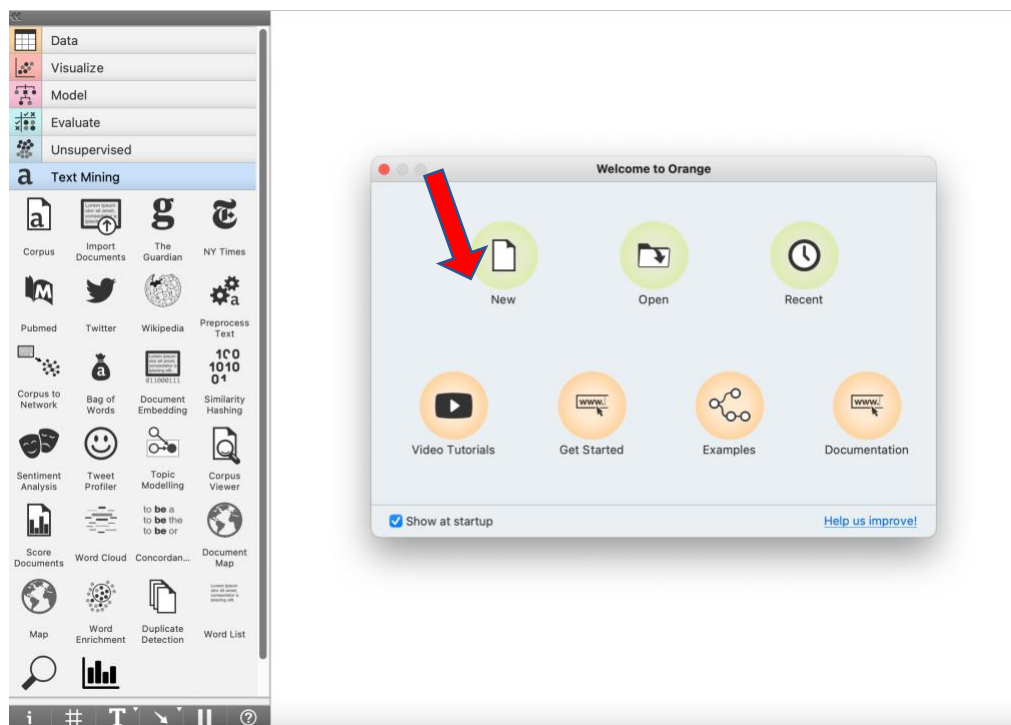 Data
Visualize
Model
Evaluate
Unsupervised
a Text Mining
a
g
Corpus
Import
Documents
The
Guardian
NY Times
M
a
Pubmed
Twitter
Wikipedia
Preprocess
Text
a
011000111
1010
Corpus to
Network
Bag of
Words
Document
Embedding
Similarity
Hashing
Sentiment
Analysis
Tweet
Profiler
Topic
Modelling
Corpus
Viewer
to be a
to be the
to be or
Score
Documents
Word Cloud
Concordan...
Document
Map
Map
Word
Enrichment
Duplicate
Detection
Word List
i # T ?
Welcome to Orange
New
Open
Recent
www.
www.
Video Tutorials
Get Started
Examples
Documentation
Show at startup
Help us improve!